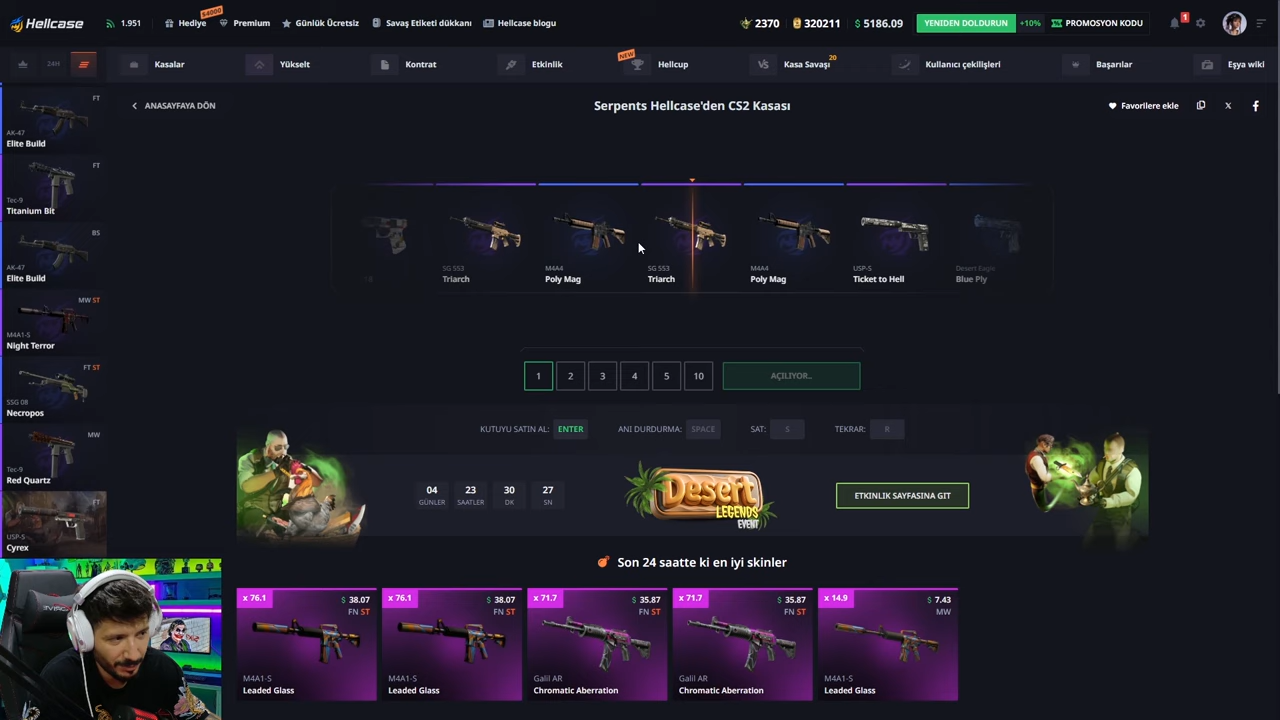 Hellcase
1.951
Hediye
$4000
Premium
Günlük Ücretsiz
Savaş Etiketi dükkanı
Hellcase blogu
2370
320211
$ 5186.09
YENİDEN DOLDURUN
+10%
PROMOSYON KODU
1
24H
Kasalar
Yükselt
Kontrat
Etkinlik
NEW
Hellcup
VS
Kasa Savaşı
20
Kullanıcı çekilişleri
Başarılar
Eşya wiki
ANASAYFAYA DÖN
Serpents Hellcase'den CS2 Kasası
Favorilere ekle
FT
AK-47
Elite Build
FT
Tec-9
Titanium Bit
BS
AK-47
Elite Build
MW ST
M4A1-S
Night Terror
FT ST
SSG 08
Necropos
MW
Tec-9
Red Quartz
FT
USP-S
Cyrex
SG 553
Triarch
M4A4
Poly Mag
SG 553
Triarch
M4A4
Poly Mag
USP-S
Ticket to Hell
Desert Eagle
Blue Ply
1
2
3
4
5
10
AÇILIYOR..
KUTUYU SATIN AL:
ENTER
ANI DURDURMA:
SPACE
SAT:
S
TEKRAR:
R
04
GÜNLER
23
SAATLER
30
DK
27
SN
Desert
LEGENDS
EVENT
ETKINLIK SAYFASINA GIT
Son 24 saatte ki en iyi skinler
x 76.1
$ 38.07
FN ST
M4A1-S
Leaded Glass
x 76.1
$ 38.07
FN ST
M4A1-S
Leaded Glass
x 71.7
$ 35.87
FN ST
Galil AR
Chromatic Aberration
x 71.7
$ 35.87
FN ST
Galil AR
Chromatic Aberration
x 14.9
$ 7.43
MW
M4A1-S
Leaded Glass